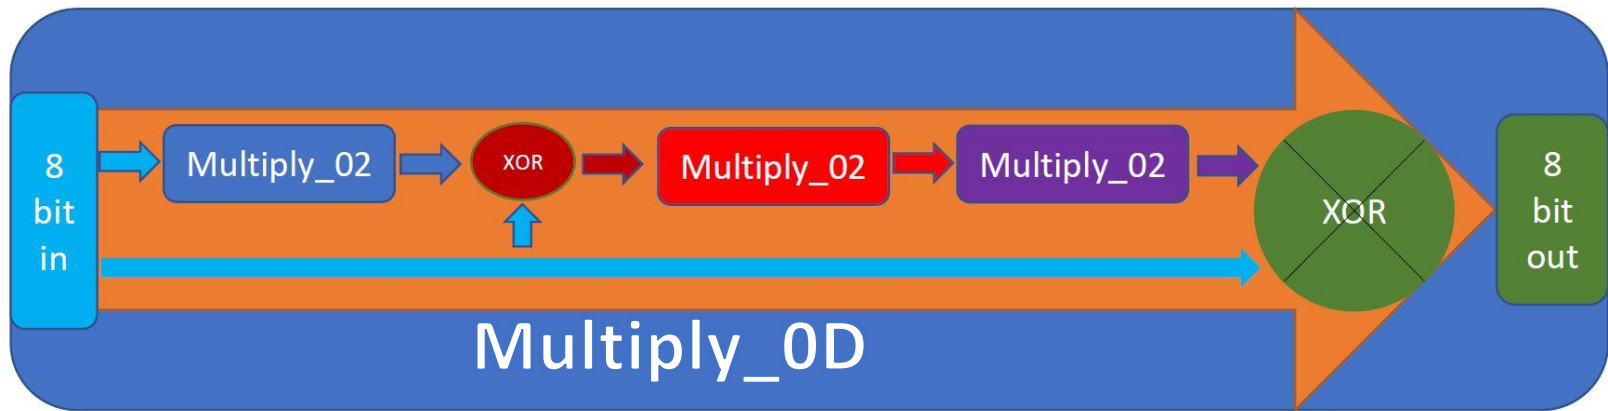 8
bit
in
Multiply_02
XOR
Multiply_02
Multiply_02
XOR
8
bit
out
Multiply_0D